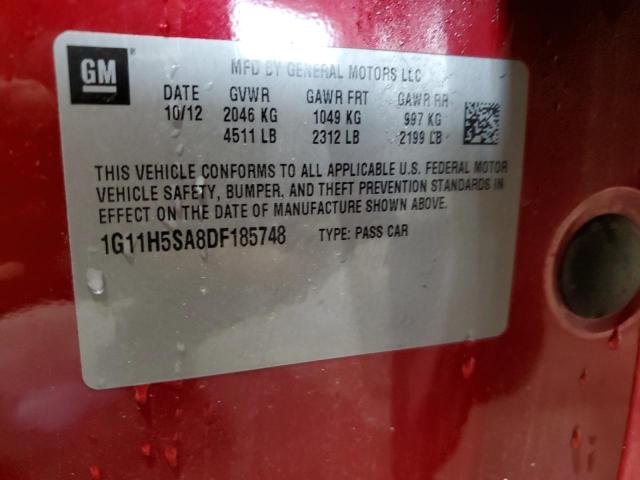 GM
MFD BY GENERAL MOTORS LLC
DATE GVWR GAWR FRT GAWR RR
10/12 2046 KG 1049 KG 997 KG
4511 LB 2312 LB 2199 LB
THIS VEHICLE CONFORMS TO ALL APPLICABLE U.S. FEDERAL MOTOR
VEHICLE SAFETY, BUMPER, AND THEFT PREVENTION STANDARDS IN
EFFECT ON THE DATE OF MANUFACTURE SHOWN ABOVE.
1G11H5SA8DF185748 TYPE: PASS CAR